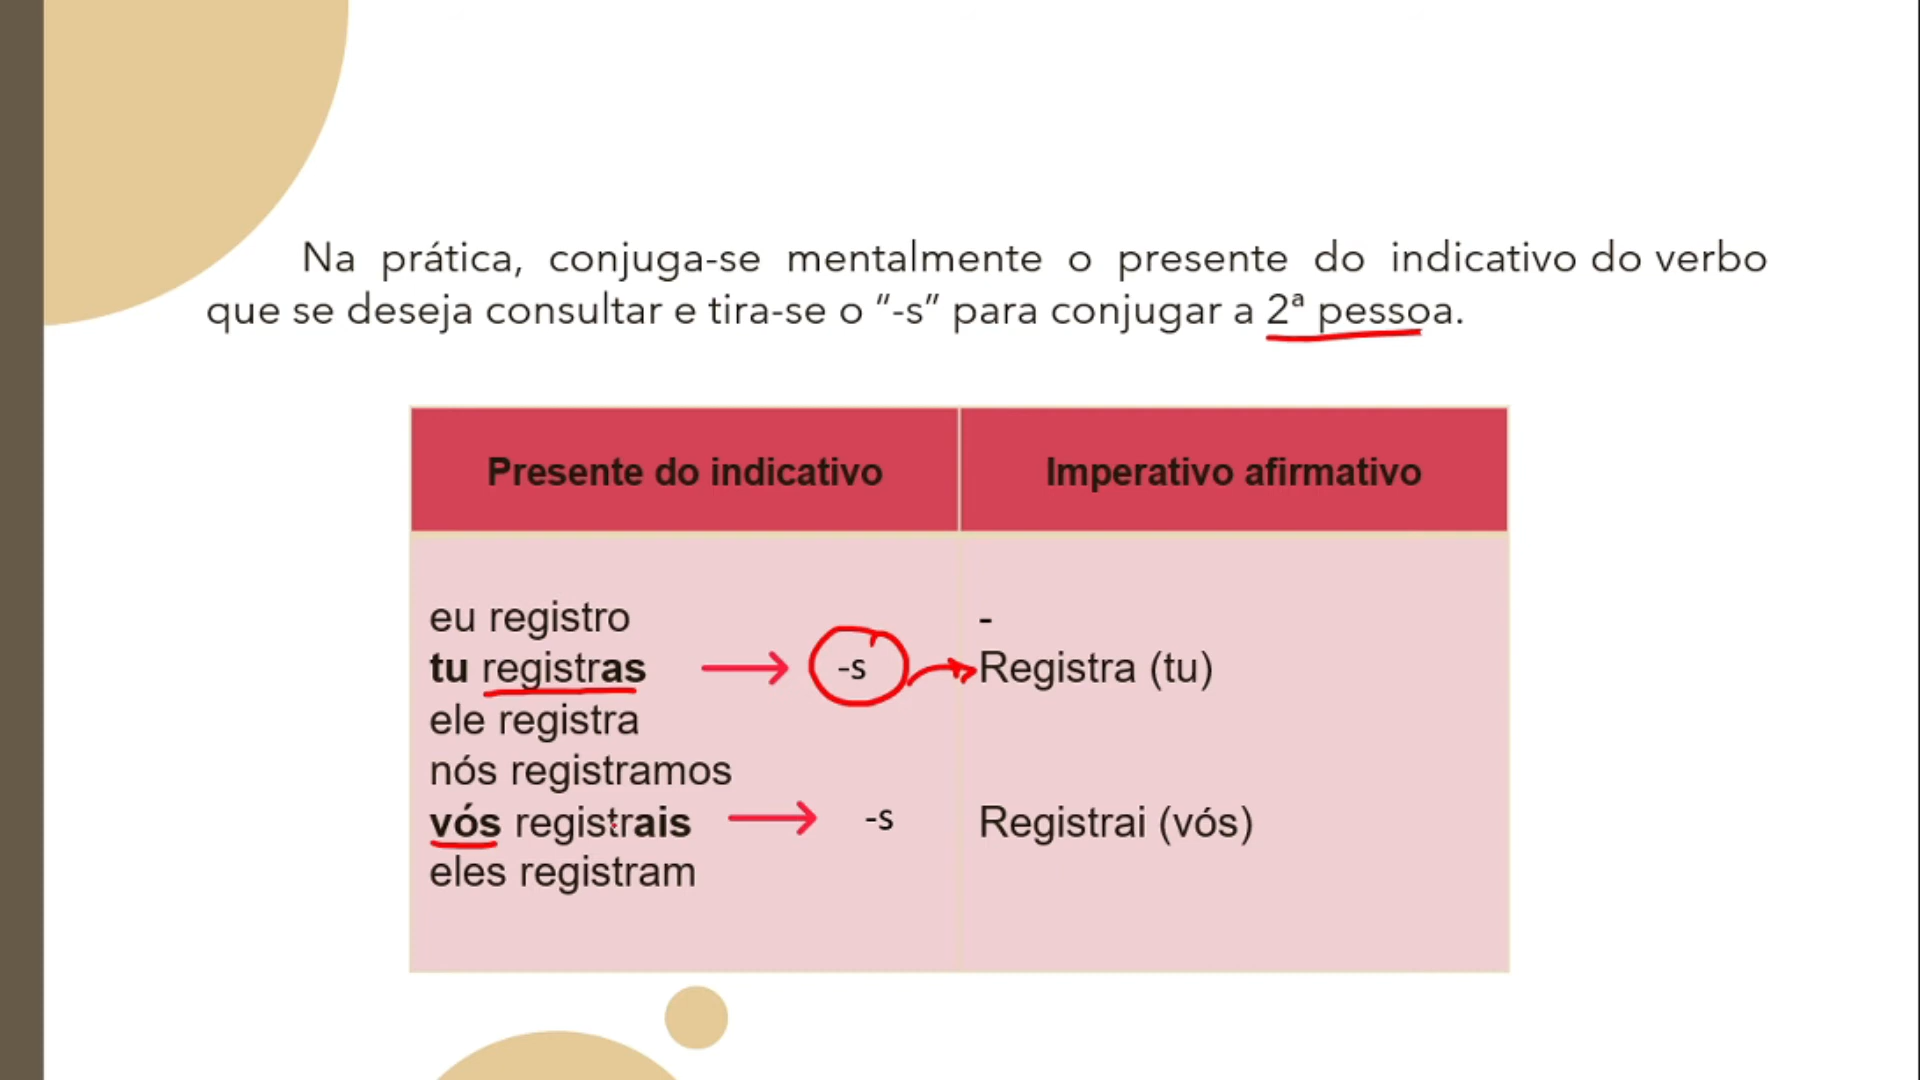 Na prática, conjuga-se mentalmente o presente do indicativo do verbo
que se deseja consultar e tira-se o “-s” para conjugar a 2ª pessoa.
Presente do indicativo
Imperativo afirmativo
eu registro
-
tu registras → -s Registra (tu)
ele registra
nós registramos
vós registrais → -s Registrai (vós)
eles registram